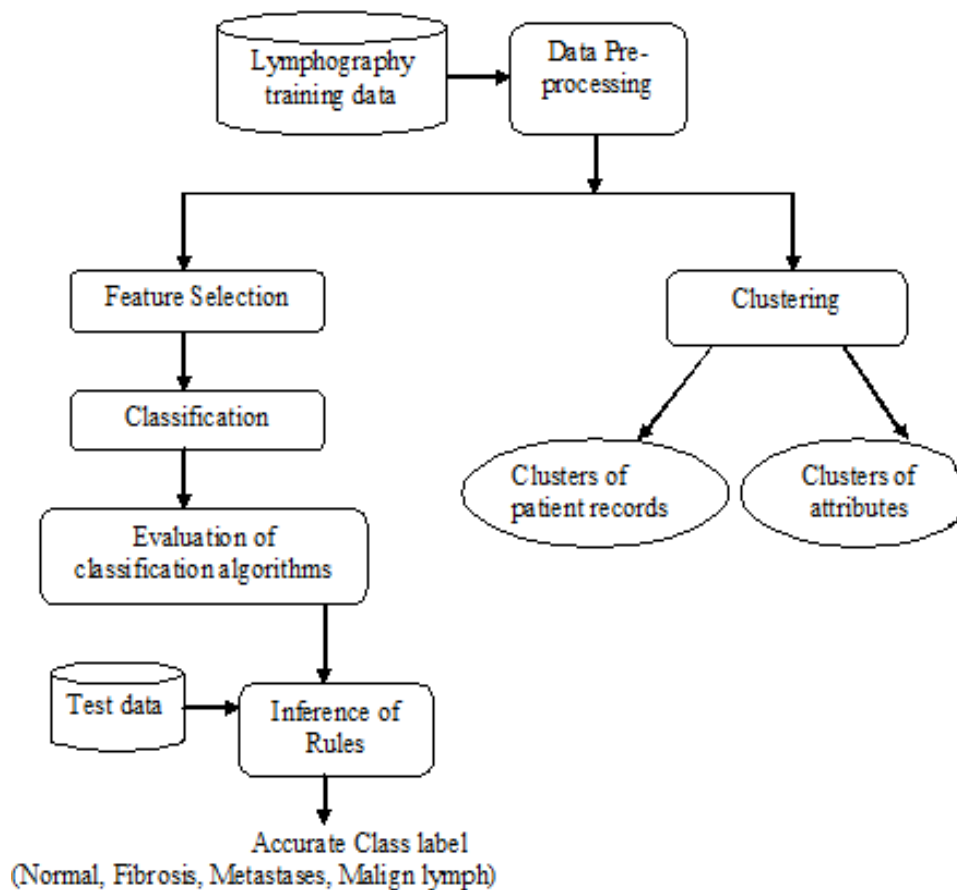 Lymphography
training data
Data Pre-
processing
Feature Selection
Clustering
Classification
Clusters of
patient records
Clusters of
attributes
Evaluation of
classification algorithms
Test data
Inference of
Rules
Accurate Class label
(Normal, Fibrosis, Metastases, Malign lymph)